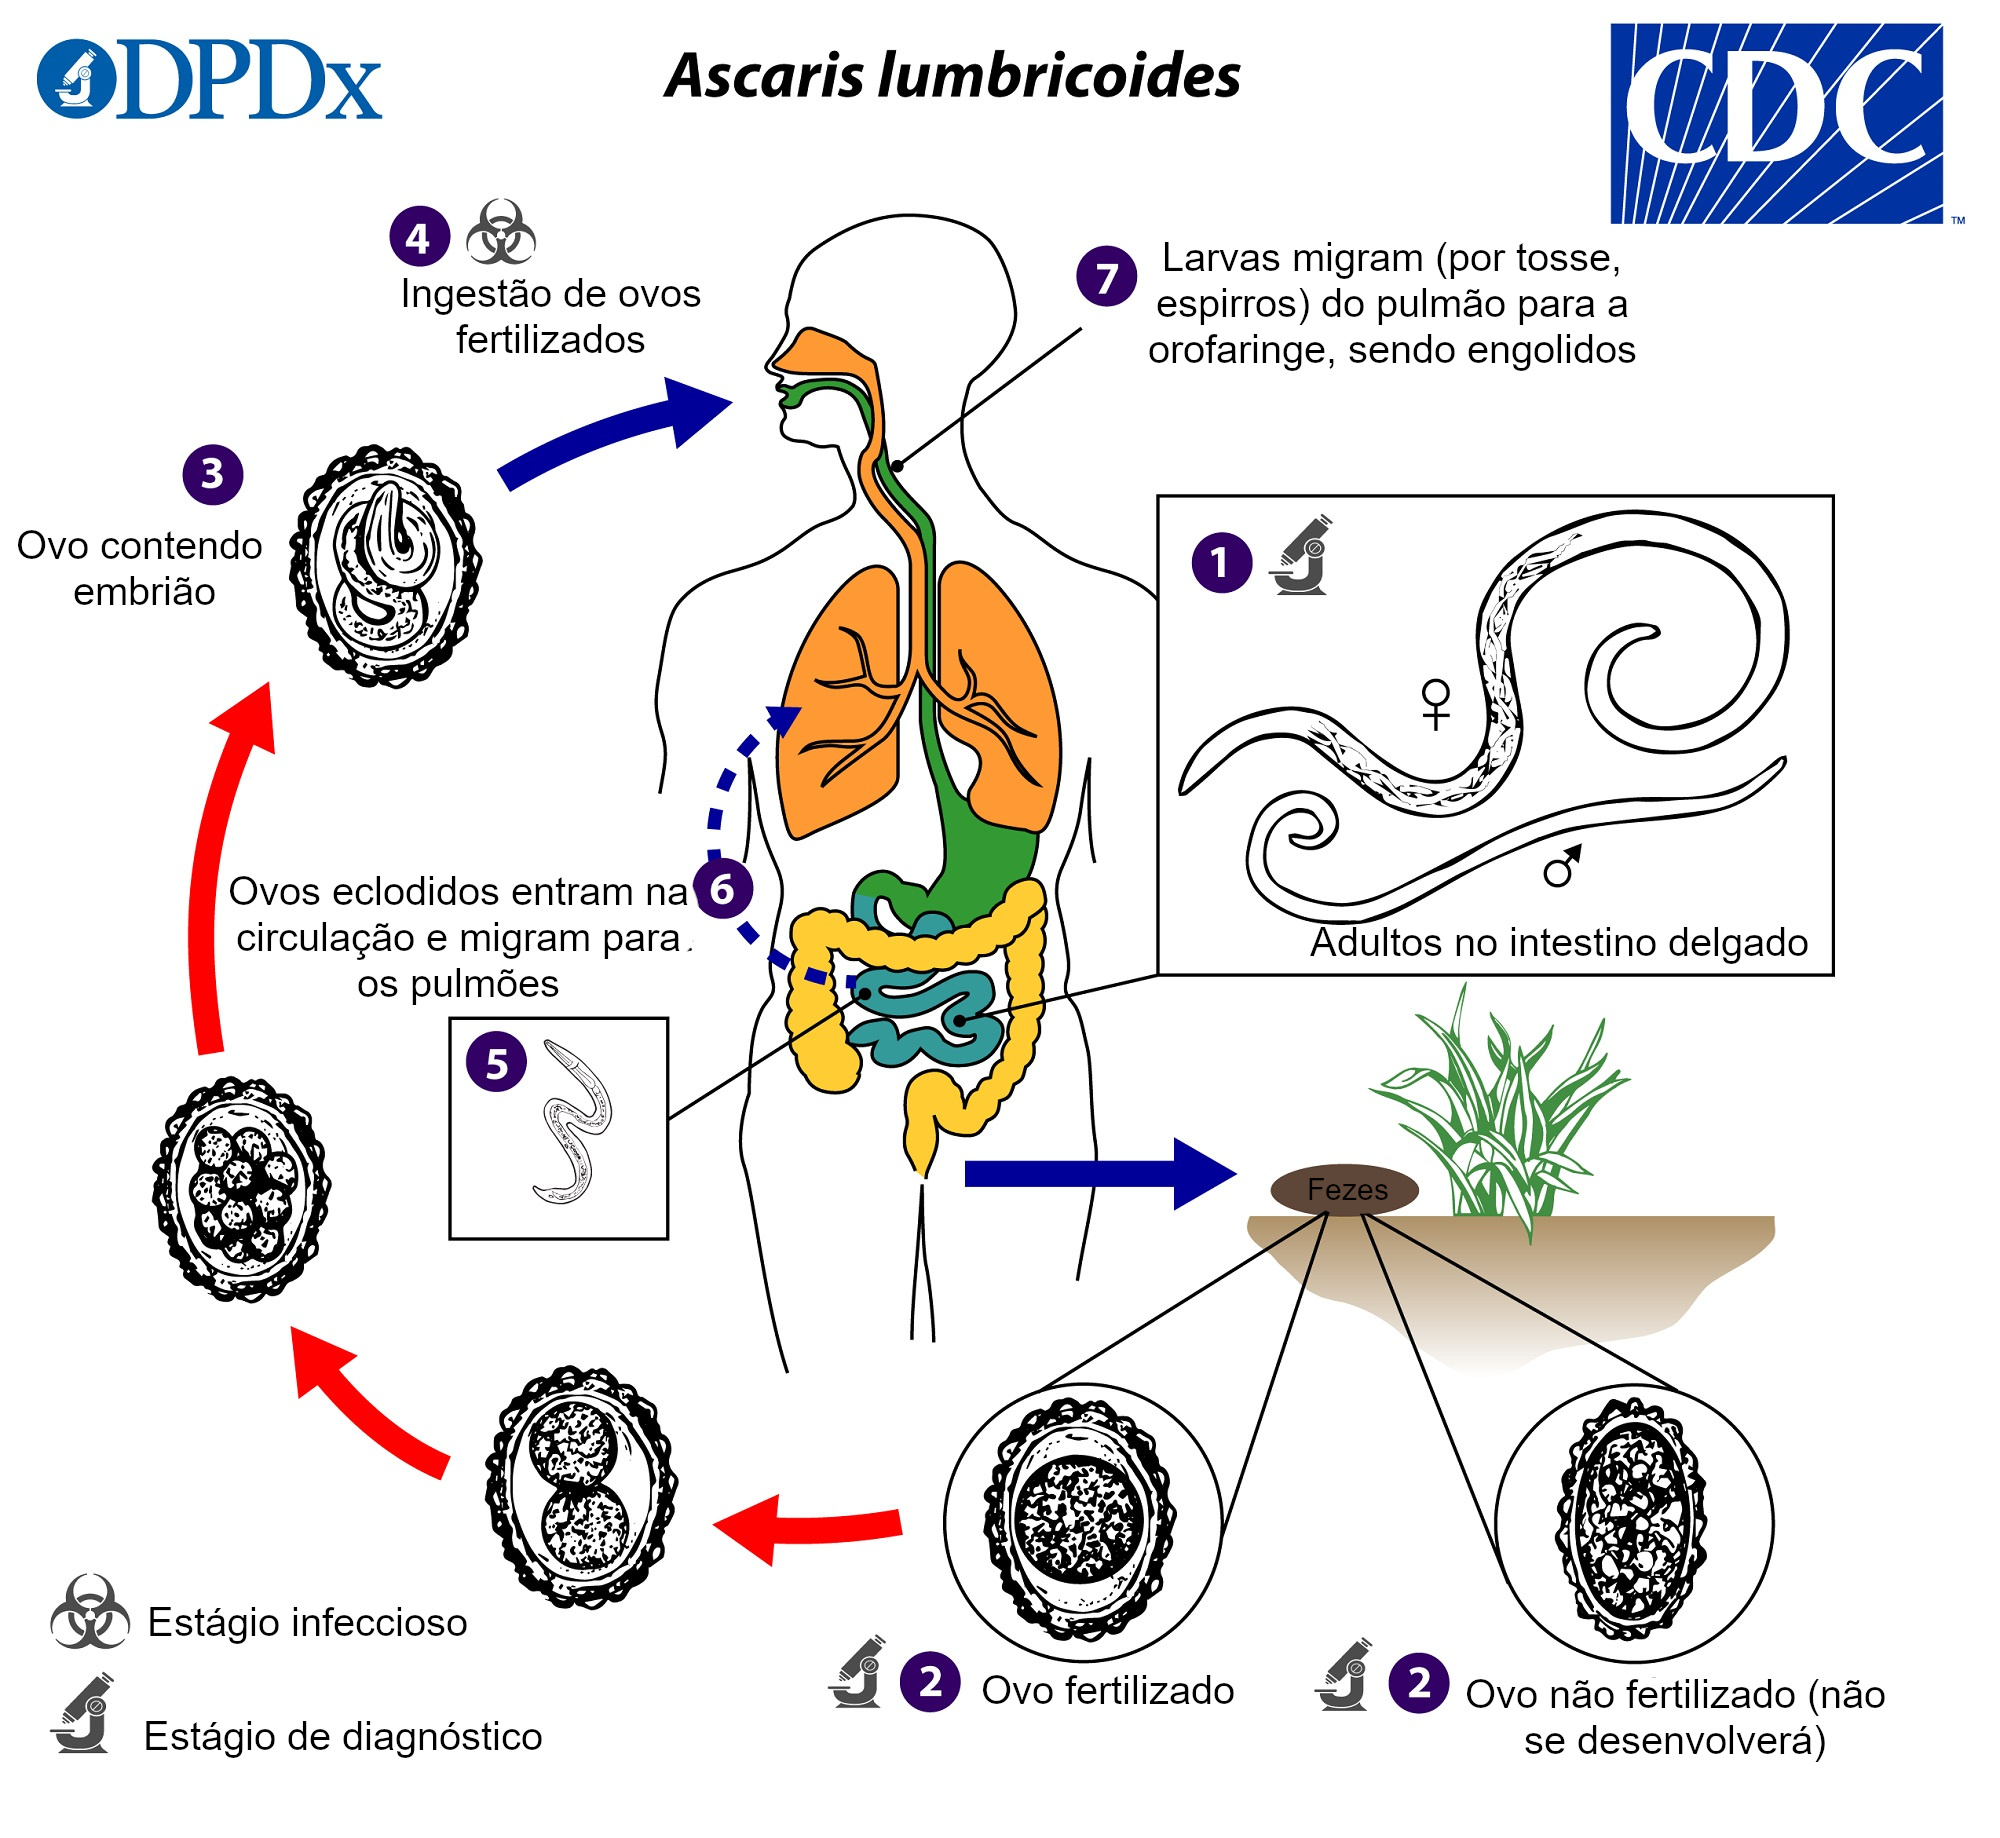 DPDx
Ascaris lumbricoides
CDC
TM
4
Ingestão de ovos
fertilizados
7
Larvas migram (por tosse,
espirros) do pulmão para a
orofaringe, sendo engolidos
3
Ovo contendo
embrião
1
♀
♂
Adultos no intestino delgado
6
Ovos eclodidos entram na
circulação e migram para
os pulmões
5
Fezes
2
Ovo fertilizado
2
Ovo não fertilizado (não
se desenvolverá)
Estágio infeccioso
Estágio de diagnóstico